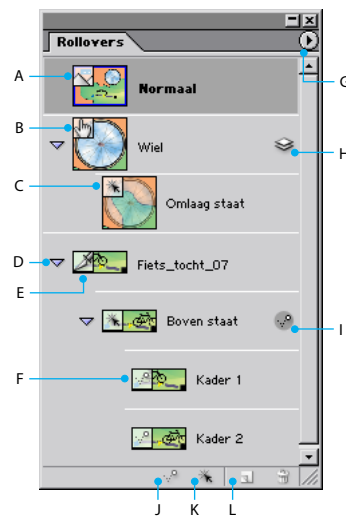 Rollovers
A
G
Normaal
B
Wiel
H
C
Omlaag staat
D
Fiets_tocht_07
E
Boven staat
I
F
Kader 1
Kader 2
J
K
L